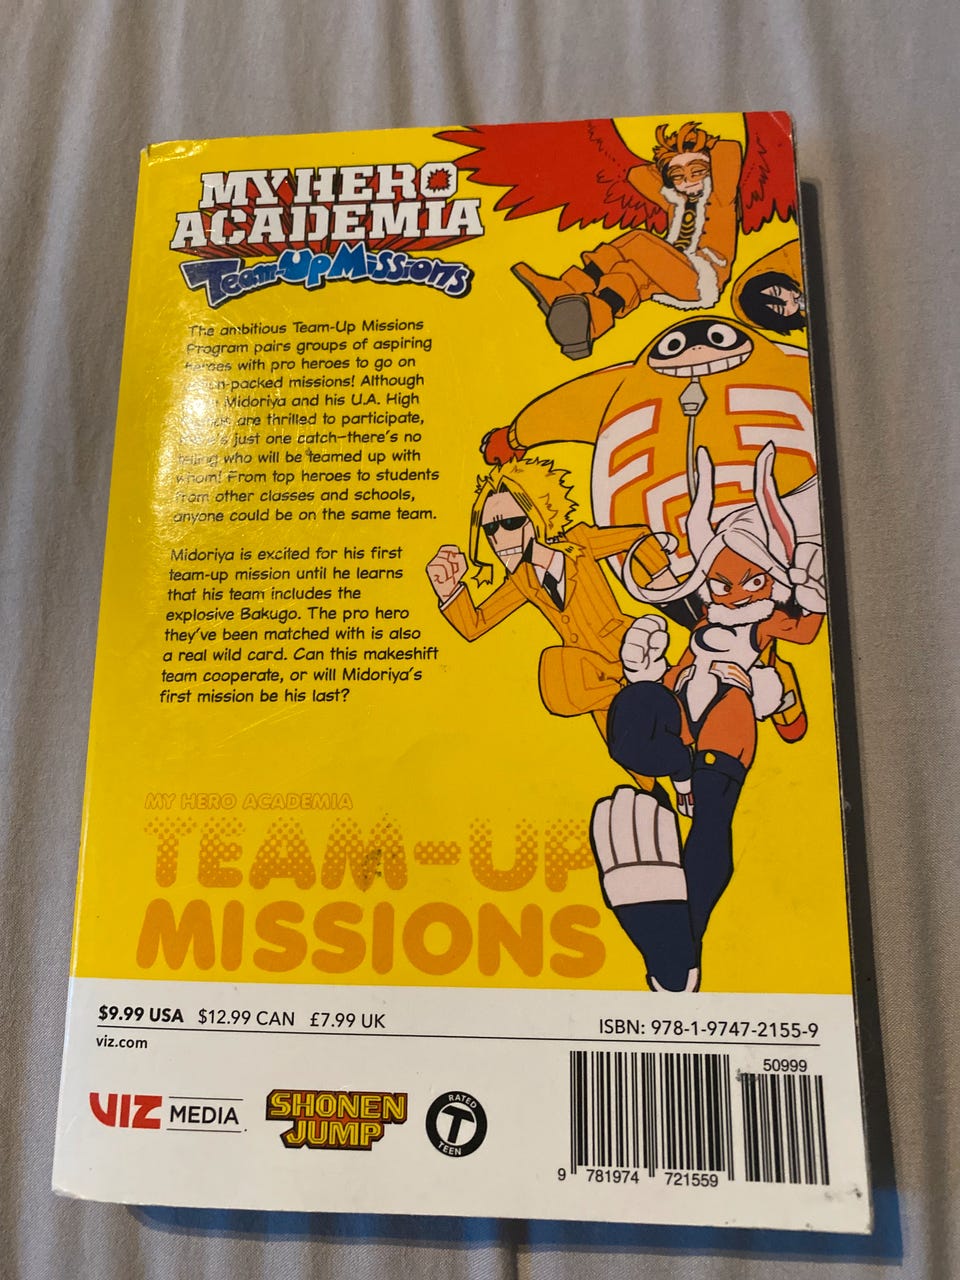 MY HERO
ACADEMIA
Team-Up Missions
The ambitious Team-Up Missions
Program pairs groups of aspiring
heroes with pro heroes to go on
action-packed missions! Although
Midoriya and his U.A. High
are thrilled to participate,
there's just one catch—there's no
telling who will be teamed up with
whom! From top heroes to students
from other classes and schools,
anyone could be on the same team.
Midoriya is excited for his first
team-up mission until he learns
that his team includes the
explosive Bakugo. The pro hero
they've been matched with is also
a real wild card. Can this makeshift
team cooperate, or will Midoriya's
first mission be his last?
MY HERO ACADEMIA
TEAM-UP
MISSIONS
$9.99 USA $12.99 CAN £7.99 UK
viz.com
VIZ MEDIA
SHONEN
JUMP
RATED
T
TEEN
ISBN: 978-1-9747-2155-9
50999
9 781974 721559